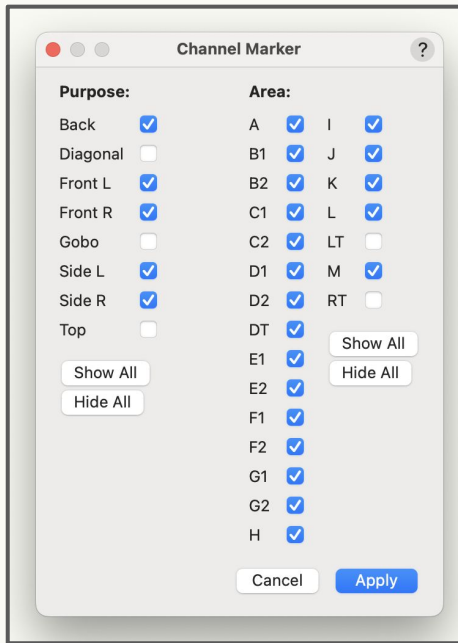 Channel Marker ?
Purpose:
Back
Diagonal
Front L
Front R
Gobo
Side L
Side R
Top
Show All
Hide All
Area:
A
B1
B2
C1
C2
D1
D2
DT
E1
E2
F1
F2
G1
G2
H
I
J
K
L
LT
M
RT
Show All
Hide All
Cancel
Apply